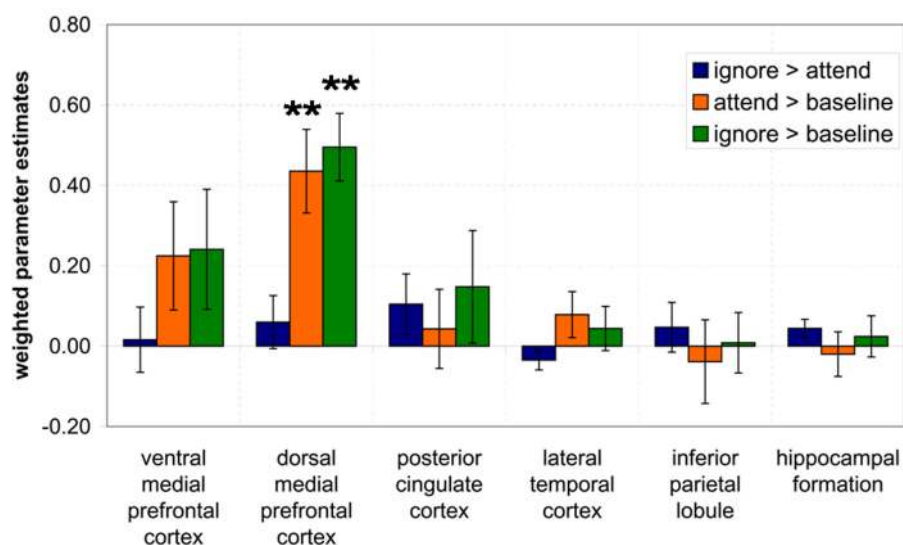 0.80
0.60
0.40
0.20
0.00
-0.20
weighted parameter estimates
ignore > attend
attend > baseline
ignore > baseline
**
**
ventral
medial
prefrontal
cortex
dorsal
medial
prefrontal
cortex
posterior
cingulate
cortex
lateral
temporal
cortex
inferior
parietal
lobule
hippocampal
formation